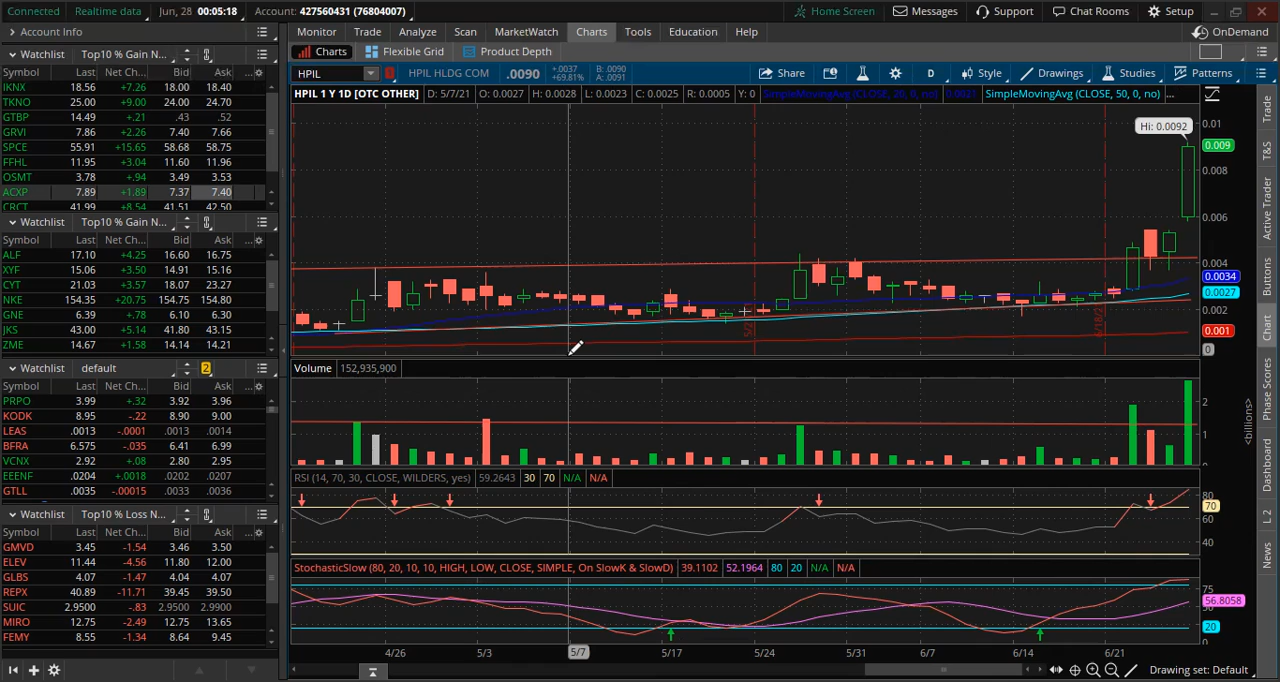 Connected Realtime data Jun, 28 00:05:18 Account: 427560431 (76804007) Home Screen Messages Support Chat Rooms Setup
> Account Info
Monitor Trade Analyze Scan MarketWatch Charts Tools Education Help OnDemand
Watchlist Top10 % Gain N...
Charts Flexible Grid Product Depth
Symbol Last Net Ch... Bid Ask ...
IKNX 18.56 +7.26 18.00 18.40
TKNO 25.00 +9.00 24.00 24.70
GTBP 14.49 +.21 .43 .52
GRVI 7.86 +2.26 7.40 7.66
SPCE 55.91 +15.65 58.68 58.75
FFHL 11.95 +3.04 11.60 11.96
OSMT 3.78 +.94 3.49 3.53
ACXP 7.89 +1.89 7.37 7.40
CRCT 41.99 +8.54 41.51 42.50
Watchlist Top10 % Gain N...
Symbol Last Net Ch... Bid Ask ...
ALF 17.10 +4.25 16.60 16.75
XYF 15.06 +3.50 14.91 15.16
CYT 21.03 +3.57 18.07 23.27
NKE 154.35 +20.75 154.75 154.80
GNE 6.39 +.78 6.10 6.30
JKS 43.00 +5.14 41.80 43.15
ZME 14.67 +1.58 14.14 14.21
Watchlist default 2
Symbol Last Net Ch... Bid Ask ...
PRPO 3.99 +.32 3.92 3.96
KODK 8.95 -.22 8.90 9.00
LEAS .0013 -.0001 .0013 .0014
BFRA 6.575 -.035 6.41 6.99
VCNX 2.92 +.08 2.80 2.95
EEENF .0204 +.0018 .0202 .0207
GTLL .0035 -.00015 .0033 .0036
Watchlist Top10 % Loss N...
Symbol Last Net Ch... Bid Ask ...
GMVD 3.45 -1.54 3.46 3.50
ELEV 11.44 -4.56 11.80 12.00
GLBS 4.07 -1.47 4.04 4.07
REPX 40.89 -11.71 39.45 39.50
SUIC 2.9500 -.83 2.9500 2.9900
MIRO 12.75 -2.49 12.75 13.65
FEMY 8.55 -1.34 8.64 9.45
HPIL HPIL HLDG COM .0090 +.0037 +69.81% B: .0090 A: .0091 Share D Style Drawings Studies Patterns
HPIL 1 Y 1D [OTC OTHER] D: 5/7/21 O: 0.0027 H: 0.0028 L: 0.0023 C: 0.0025 R: 0.0005 Y: 0 SimpleMovingAvg (CLOSE, 20, 0, no) 0.0021 SimpleMovingAvg (CLOSE, 50, 0, no) ...
Hi: 0.0092
0.01
0.009
0.008
0.006
0.004
0.0034
0.0027
0.002
0.001
0
Volume 152,935,900
2
1
0
<billions>
RSI (14, 70, 30, CLOSE, WILDERS, yes) 59.2643 30 70 N/A N/A
80
70
60
40
StochasticSlow (80, 20, 10, 10, HIGH, LOW, CLOSE, SIMPLE, On SlowK & SlowD) 39.1102 52.1964 80 20 N/A N/A
75
56.8058
20
0
4/26 5/3 5/7 5/17 5/24 5/31 6/7 6/14 6/21
Drawing set: Default
Trade
T&S
Active Trader
Buttons
Chart
Phase Scores
Dashboard
L 2
News